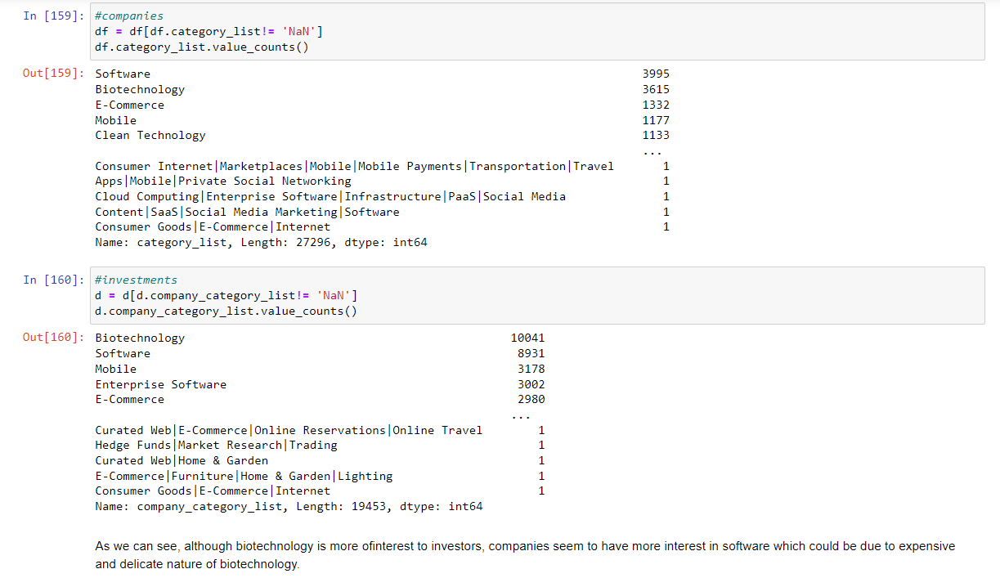 In [159]: #companies
df = df[df.category_list!= 'NaN']
df.category_list.value_counts()
Out[159]: Software 3995
Biotechnology 3615
E-Commerce 1332
Mobile 1177
Clean Technology 1133
...
Consumer Internet|Marketplaces|Mobile|Mobile Payments|Transportation|Travel 1
Apps|Mobile|Private Social Networking 1
Cloud Computing|Enterprise Software|Infrastructure|PaaS|Social Media 1
Content|SaaS|Social Media Marketing|Software 1
Consumer Goods|E-Commerce|Internet 1
Name: category_list, Length: 27296, dtype: int64
In [160]: #investments
d = d[d.company_category_list!= 'NaN']
d.company_category_list.value_counts()
Out[160]: Biotechnology 10041
Software 8931
Mobile 3178
Enterprise Software 3002
E-Commerce 2980
...
Curated Web|E-Commerce|Online Reservations|Online Travel 1
Hedge Funds|Market Research|Trading 1
Curated Web|Home & Garden 1
E-Commerce|Furniture|Home & Garden|Lighting 1
Consumer Goods|E-Commerce|Internet 1
Name: company_category_list, Length: 19453, dtype: int64
As we can see, although biotechnology is more ofinterest to investors, companies seem to have more interest in software which could be due to expensive
and delicate nature of biotechnology.